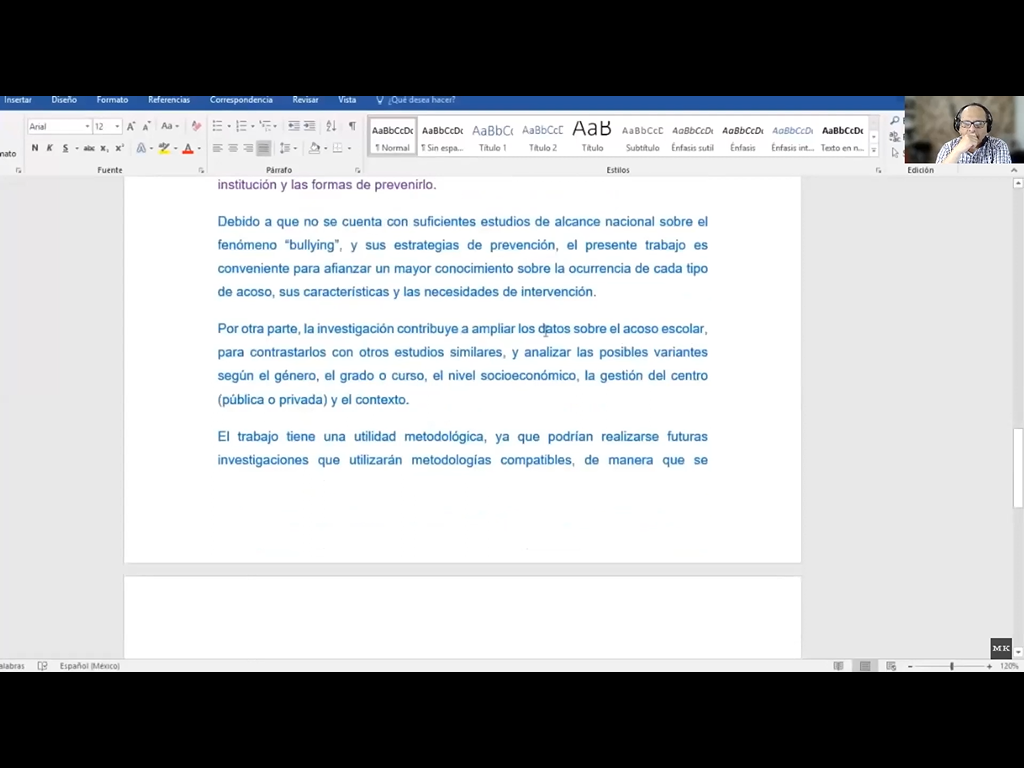 Insertar Diseño Formato Referencias Correspondencia Revisar Vista ¿Qué desea hacer?
Arial 12 Aa
N K S abc x₂ x² A A
AaBbCcDc AaBbCcDc AaBbCc AaBbCcC AaB AaBbCcC AaBbCcDc AaBbCcDc AaBbCcDc AaBbCcDc
¶ Normal ¶ Sin espa... Título 1 Título 2 Título Subtítulo Énfasis sutil Énfasis Énfasis int... Texto en n...
mato Fuente Párrafo Estilos Edición
institución y las formas de prevenirlo.
Debido a que no se cuenta con suficientes estudios de alcance nacional sobre el
fenómeno “bullying”, y sus estrategias de prevención, el presente trabajo es
conveniente para afianzar un mayor conocimiento sobre la ocurrencia de cada tipo
de acoso, sus características y las necesidades de intervención.
Por otra parte, la investigación contribuye a ampliar los datos sobre el acoso escolar,
para contrastarlos con otros estudios similares, y analizar las posibles variantes
según el género, el grado o curso, el nivel socioeconómico, la gestión del centro
(pública o privada) y el contexto.
El trabajo tiene una utilidad metodológica, ya que podrían realizarse futuras
investigaciones que utilizarán metodologías compatibles, de manera que se
MK
alabras Español (México) 120%